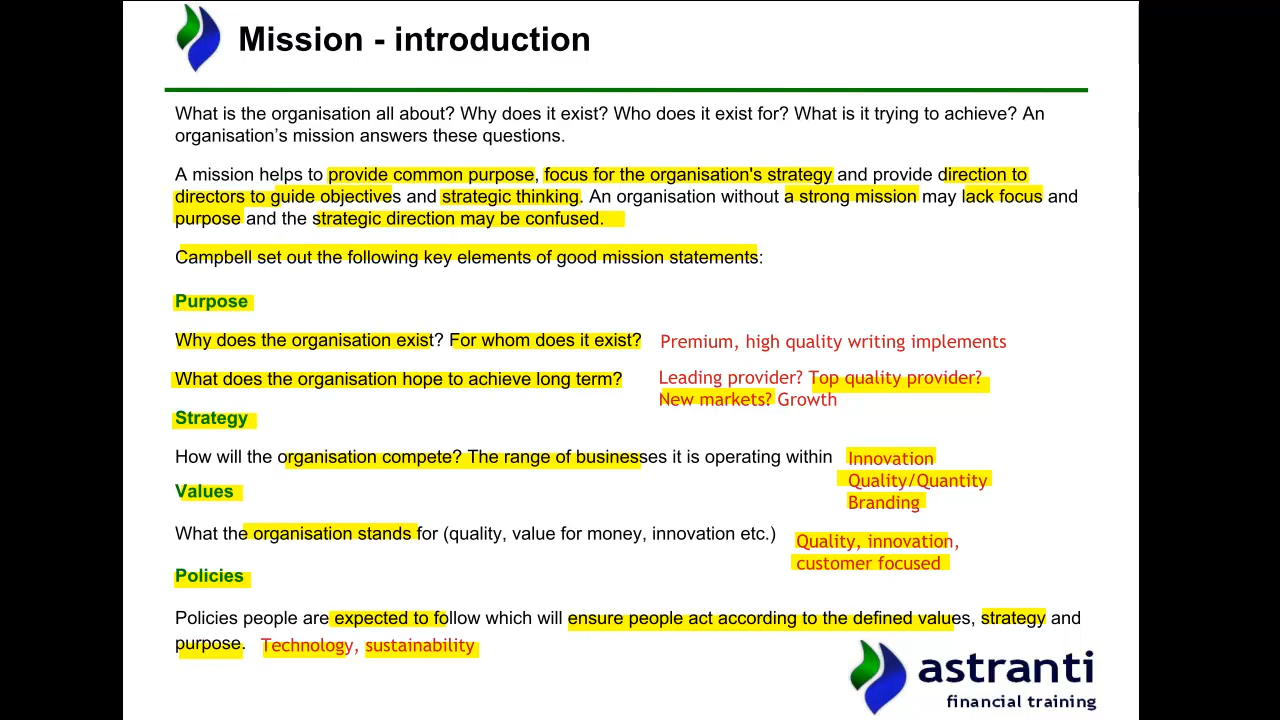 Mission - introduction
What is the organisation all about? Why does it exist? Who does it exist for? What is it trying to achieve? An
organisation's mission answers these questions.
A mission helps to provide common purpose, focus for the organisation's strategy and provide direction to
directors to guide objectives and strategic thinking. An organisation without a strong mission may lack focus and
purpose and the strategic direction may be confused.
Campbell set out the following key elements of good mission statements:
Purpose
Why does the organisation exist? For whom does it exist? Premium, high quality writing implements
What does the organisation hope to achieve long term? Leading provider? Top quality provider?
New markets? Growth
Strategy
How will the organisation compete? The range of businesses it is operating within Innovation
Quality/Quantity
Values
Branding
What the organisation stands for (quality, value for money, innovation etc.) Quality, innovation,
customer focused
Policies
Policies people are expected to follow which will ensure people act according to the defined values, strategy and
purpose. Technology, sustainability
astranti
financial training